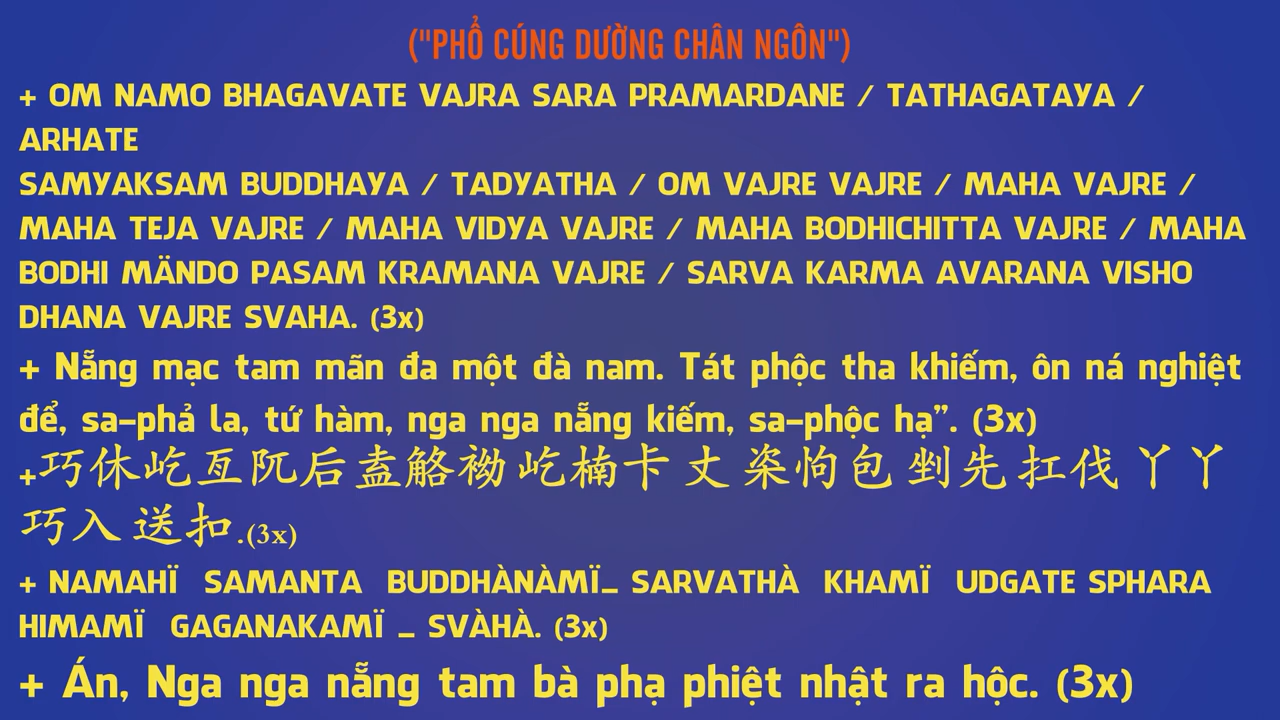 ("PHỔ CÚNG DƯỜNG CHÂN NGÔN")
+ OM NAMO BHAGAVATE VAJRA SARA PRAMARDANE / TATHAGATAYA /
ARHATE
SAMYAKSAM BUDDHAYA / TADYATHA / OM VAJRE VAJRE / MAHA VAJRE /
MAHA TEJA VAJRE / MAHA VIDYA VAJRE / MAHA BODHICHITTA VAJRE / MAHA
BODHI MÄNDO PASAM KRAMANA VAJRE / SARVA KARMA AVARANA VISHO
DHANA VAJRE SVAHA. (3x)
+ Nẵng mạc tam mãn đa một đà nam. Tát phộc tha khiếm, ôn ná nghiệt
để, sa-phả la, tứ hàm, nga nga nẵng kiếm, sa-phộc hạ”. (3x)
+巧休屹亙阢后盍觡袎 屹楠卡 丈 粢怐包 剉先 扛伐 丫丫
巧入 送扣.(3x)
+ NAMAHÏ SAMANTA BUDDHÀNÀMÏ_ SARVATHÀ KHAMÏ UDGATE SPHARA
HIMAMÏ GAGANAKAMÏ _ SVÀHÀ. (3x)
+ Án, Nga nga nẵng tam bà phạ phiệt nhật ra hộc. (3x)